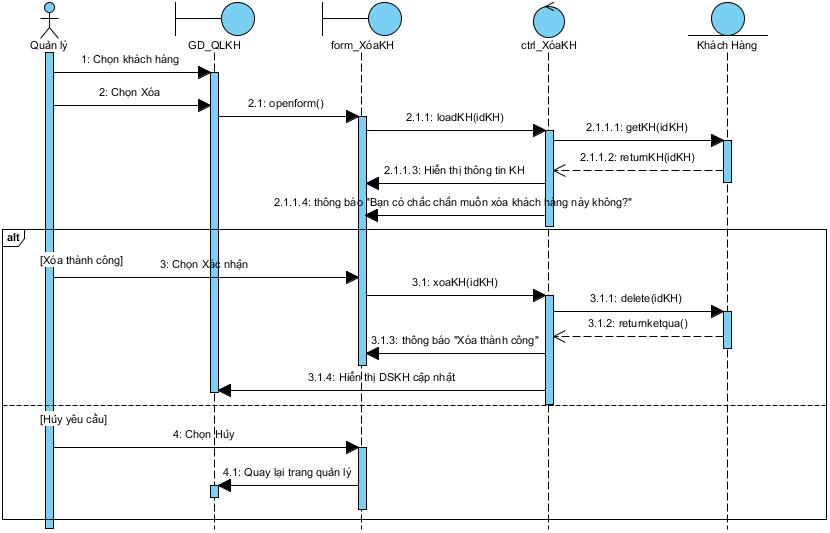 Quản lý
GD_QLKH
form_XóaKH
ctrl_XóaKH
Khách Hàng
1: Chọn khách hàng
2: Chọn Xóa
2.1: openform()
2.1.1: loadKH(idKH)
2.1.1.1: getKH(idKH)
2.1.1.2: returnKH(idKH)
2.1.1.3: Hiển thị thông tin KH
2.1.1.4: thông báo "Bạn có chắc chắn muốn xóa khách hàng này không?"
alt
[Xóa thành công]
3: Chọn Xác nhận
3.1: xoaKH(idKH)
3.1.1: delete(idKH)
3.1.2: returnketqua()
3.1.3: thông báo "Xóa thành công"
3.1.4: Hiển thị DSKH cập nhật
[Hủy yêu cầu]
4: Chọn Hủy
4.1: Quay lại trang quản lý